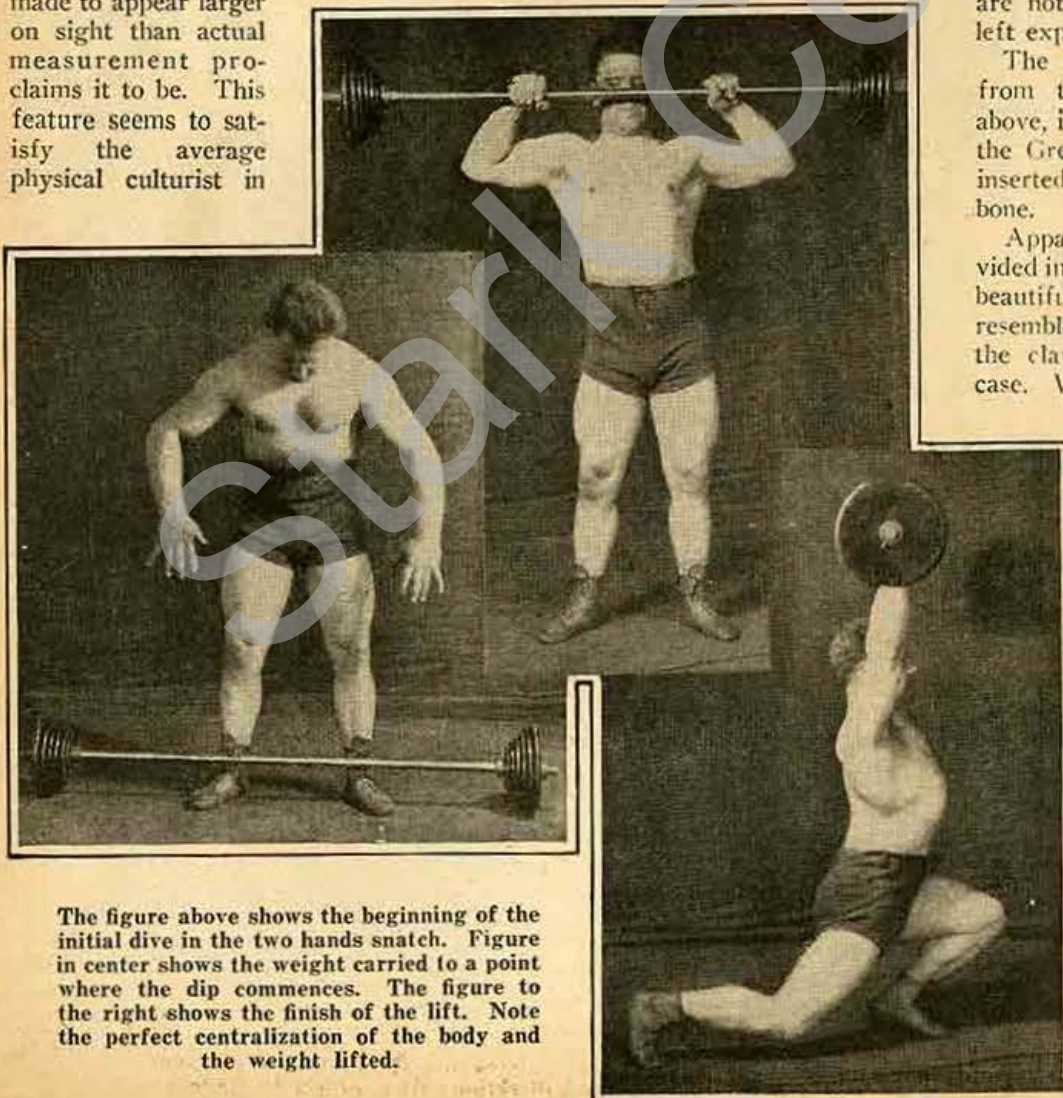 made to appear larger
on sight than actual
measurement pro-
claims it to be. This
feature seems to sat-
isfy the average
physical culturist in
are not
left exp
The
from t
above, i
the Gre
inserted
bone.
Appa
vided in
beautifu
resembl
the cla
case. V
The figure above shows the beginning of the
initial dive in the two hands snatch. Figure
in center shows the weight carried to a point
where the dip commences. The figure to
the right shows the finish of the lift. Note
the perfect centralization of the body and
the weight lifted.
Stark Co